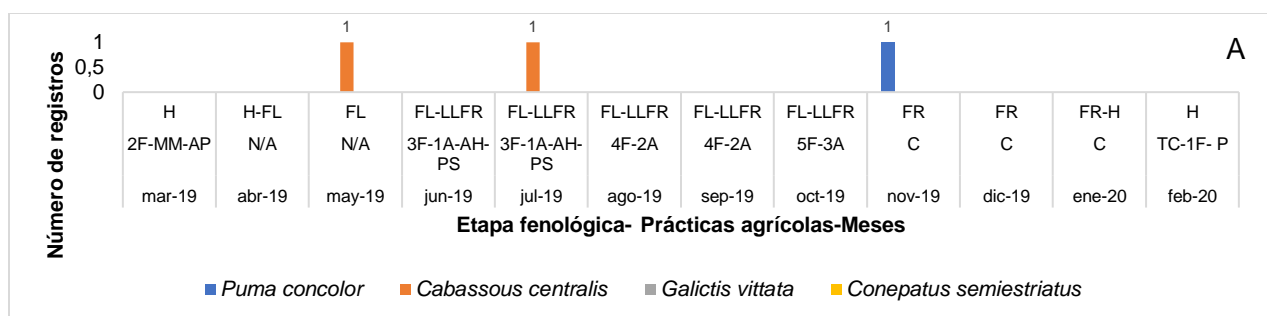 1 1 1
A
Número de registros
1
0,5
0
H H-FL FL FL-LLFR FL-LLFR FL-LLFR FL-LLFR FL-LLFR FR FR FR-H H
2F-MM-AP N/A N/A 3F-1A-AH- 3F-1A-AH- 4F-2A 4F-2A 5F-3A C C C TC-1F- P
PS PS
mar-19 abr-19 may-19 jun-19 jul-19 ago-19 sep-19 oct-19 nov-19 dic-19 ene-20 feb-20
Etapa fenológica- Prácticas agrícolas-Meses
Puma concolor Cabassous centralis Galictis vittata Conepatus semiestriatus